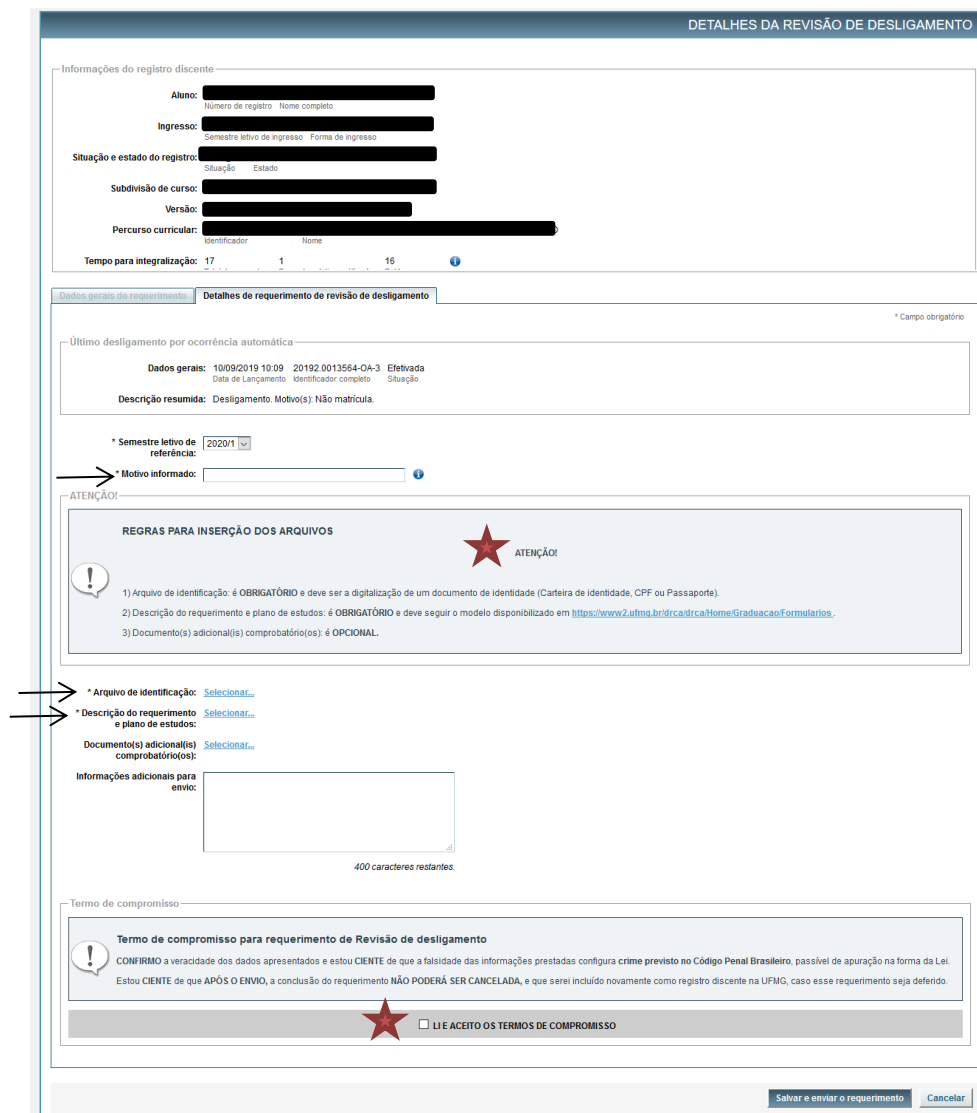 DETALHES DA REVISÃO DE DESLIGAMENTO
Informações do registro discente
Aluno:
Número de registro Nome completo
Ingresso:
Semestre letivo de ingresso Forma de ingresso
Situação e estado do registro:
Situação Estado
Subdivisão de curso:
Versão:
Percurso curricular:
Identificador Nome
Tempo para integralização: 17 1 16
Dados gerais do requerimento Detalhes de requerimento de revisão de desligamento
* Campo obrigatório
Último desligamento por ocorrência automática
Dados gerais: 10/09/2019 10:09 20192.0013564-OA-3 Efetivada
Data de Lançamento Identificador completo Situação
Descrição resumida: Desligamento. Motivo(s): Não matrícula.
* Semestre letivo de referência: 2020/1
* Motivo informado:
ATENÇÃO!
REGRAS PARA INSERÇÃO DOS ARQUIVOS
ATENÇÃO!
1) Arquivo de identificação: é OBRIGATÓRIO e deve ser a digitalização de um documento de identidade (Carteira de identidade, CPF ou Passaporte).
2) Descrição do requerimento e plano de estudos: é OBRIGATÓRIO e deve seguir o modelo disponibilizado em https://www2.ufmg.br/drca/drca/Home/Graduacao/Formularios .
3) Documento(s) adicional(is) comprobatório(os): é OPCIONAL.
* Arquivo de identificação: Selecionar...
* Descrição do requerimento e plano de estudos: Selecionar...
Documento(s) adicional(is) comprobatório(os): Selecionar...
Informações adicionais para envio:
400 caracteres restantes.
Termo de compromisso
Termo de compromisso para requerimento de Revisão de desligamento
CONFIRMO a veracidade dos dados apresentados e estou CIENTE de que a falsidade das informações prestadas configura crime previsto no Código Penal Brasileiro, passível de apuração na forma da Lei.
Estou CIENTE de que APÓS O ENVIO, a conclusão do requerimento NÃO PODERÁ SER CANCELADA, e que serei incluído novamente como registro discente na UFMG, caso esse requerimento seja deferido.
LI E ACEITO OS TERMOS DE COMPROMISSO
Salvar e enviar o requerimento Cancelar